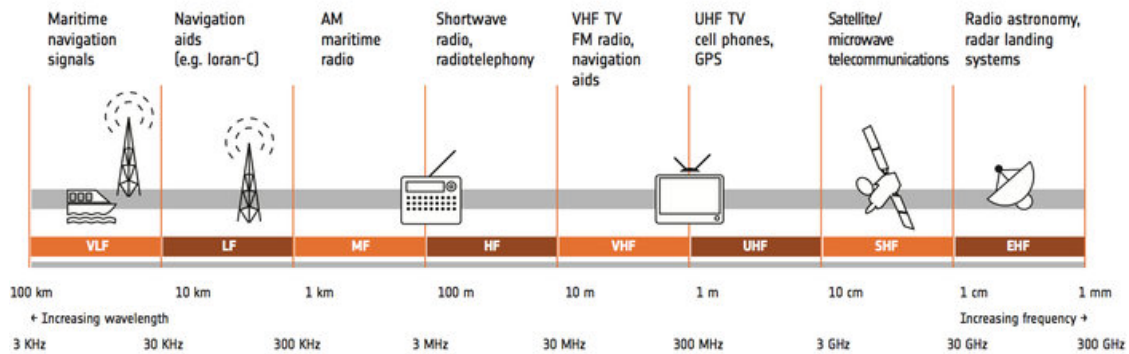 Maritime
navigation
signals
Navigation
aids
(e.g. loran-C)
AM
maritime
radio
Shortwave
radio,
radiotelephony
VHF TV
FM radio,
navigation
aids
UHF TV
cell phones,
GPS
Satellite/
microwave
telecommunications
Radio astronomy,
radar landing
systems
VLF
LF
MF
HF
VHF
UHF
SHF
EHF
100 km
10 km
1 km
100 m
10 m
1 m
10 cm
1 cm
1 mm
← Increasing wavelength
Increasing frequency →
3 KHz
30 KHz
300 KHz
3 MHz
30 MHz
300 MHz
3 GHz
30 GHz
300 GHz